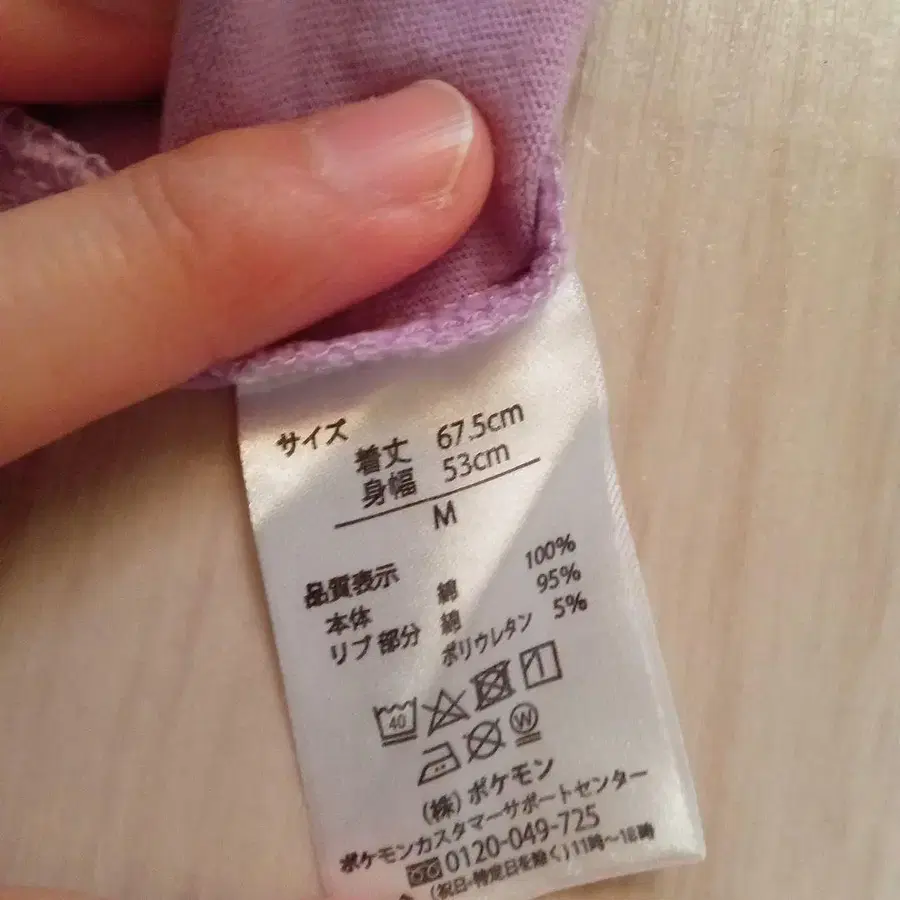 サイズ
着丈 67.5cm
身幅 53cm
M
品質表示
本体 綿 100%
リブ部分 綿 95%
ポリウレタン 5%
40
W
(株)ポケモン
ポケモンカスタマーサポートセンター
0120-049-725
(祝日・特定日を除く)11時～18時